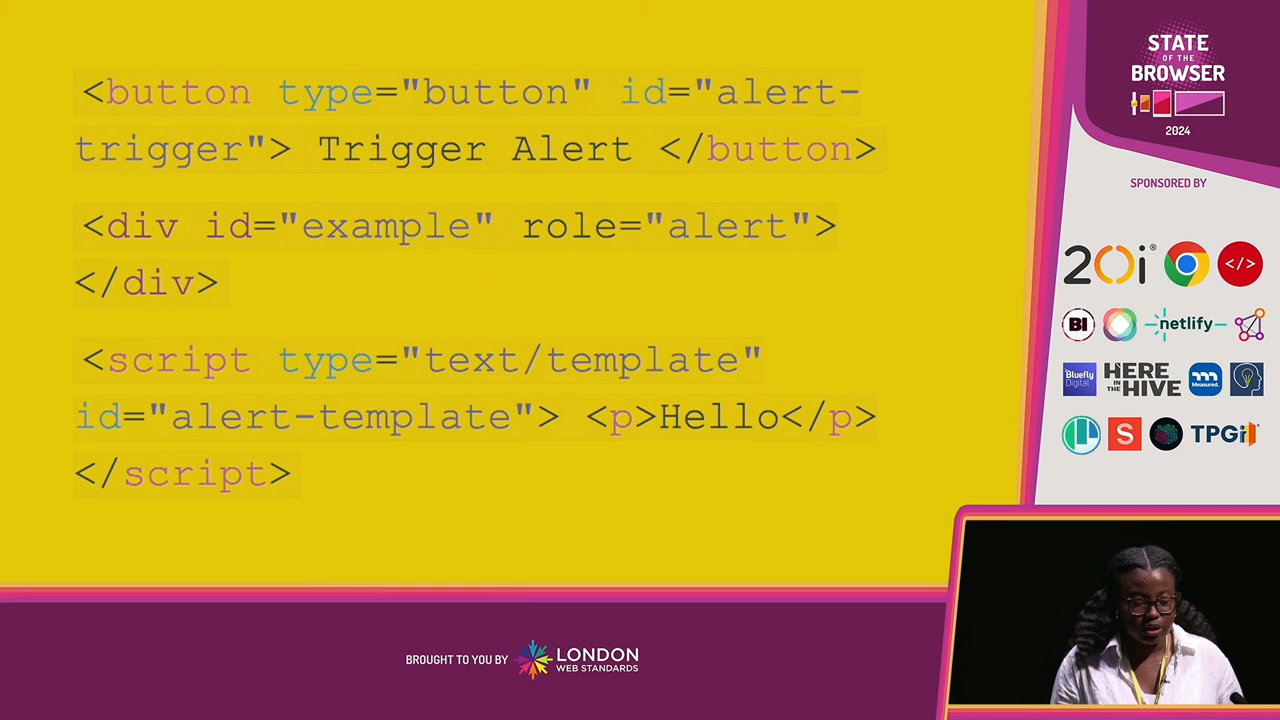 <button type="button" id="alert-
trigger"> Trigger Alert </button>
<div id="example" role="alert">
</div>
<script type="text/template"
id="alert-template"> <p>Hello</p>
</script>
STATE
OF THE
BROWSER
2024
SPONSORED BY
20i®
</>
BI
netlify
Bluefly
Digital
HERE
IN THE
HIVE
Measured.
S
TPGi
BROUGHT TO YOU BY
LONDON
WEB STANDARDS